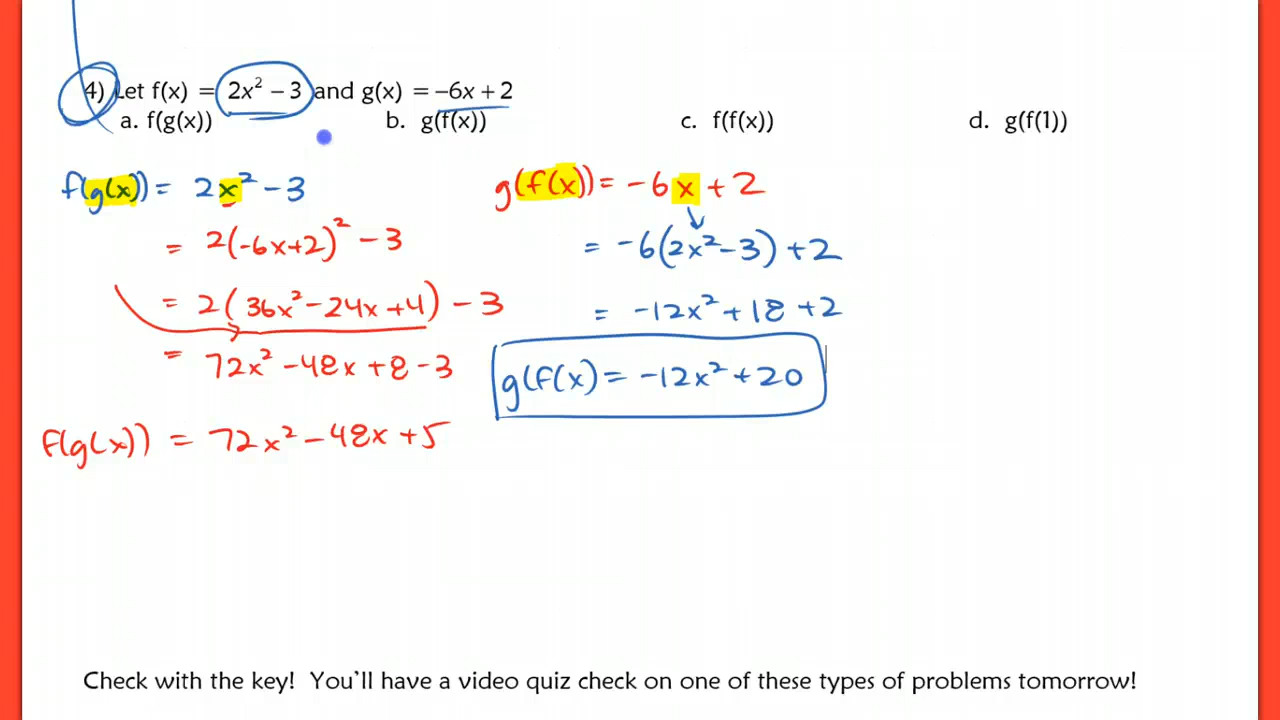 4) Let f(x) = 2x² – 3 and g(x) = –6x + 2
a. f(g(x)) b. g(f(x)) c. f(f(x)) d. g(f(1))
f(g(x)) = 2x² - 3
= 2(-6x+2)² - 3
= 2(36x² - 24x + 4) - 3
= 72x² - 48x + 8 - 3
f(g(x)) = 72x² - 48x + 5
g(f(x)) = -6x + 2
= -6(2x² - 3) + 2
= -12x² + 18 + 2
g(f(x) = -12x² + 20
Check with the key! You'll have a video quiz check on one of these types of problems tomorrow!